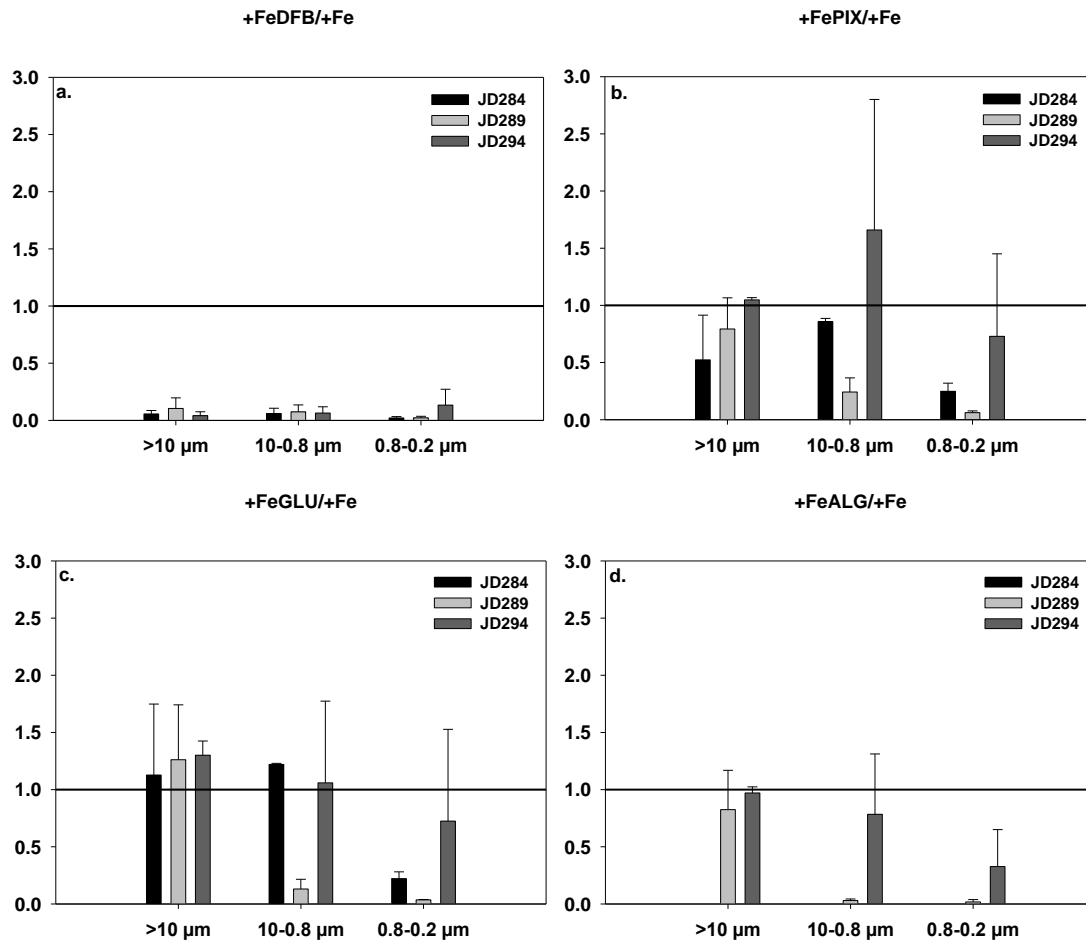 +FeDFB/+Fe
a.
3.0
2.5
2.0
1.5
1.0
0.5
0.0
JD284
JD289
JD294
>10 µm 10-0.8 µm 0.8-0.2 µm
+FePIX/+Fe
b.
3.0
2.5
2.0
1.5
1.0
0.5
0.0
JD284
JD289
JD294
>10 µm 10-0.8 µm 0.8-0.2 µm
+FeGLU/+Fe
c.
3.0
2.5
2.0
1.5
1.0
0.5
0.0
JD284
JD289
JD294
>10 µm 10-0.8 µm 0.8-0.2 µm
+FeALG/+Fe
d.
3.0
2.5
2.0
1.5
1.0
0.5
0.0
JD284
JD289
JD294
>10 µm 10-0.8 µm 0.8-0.2 µm